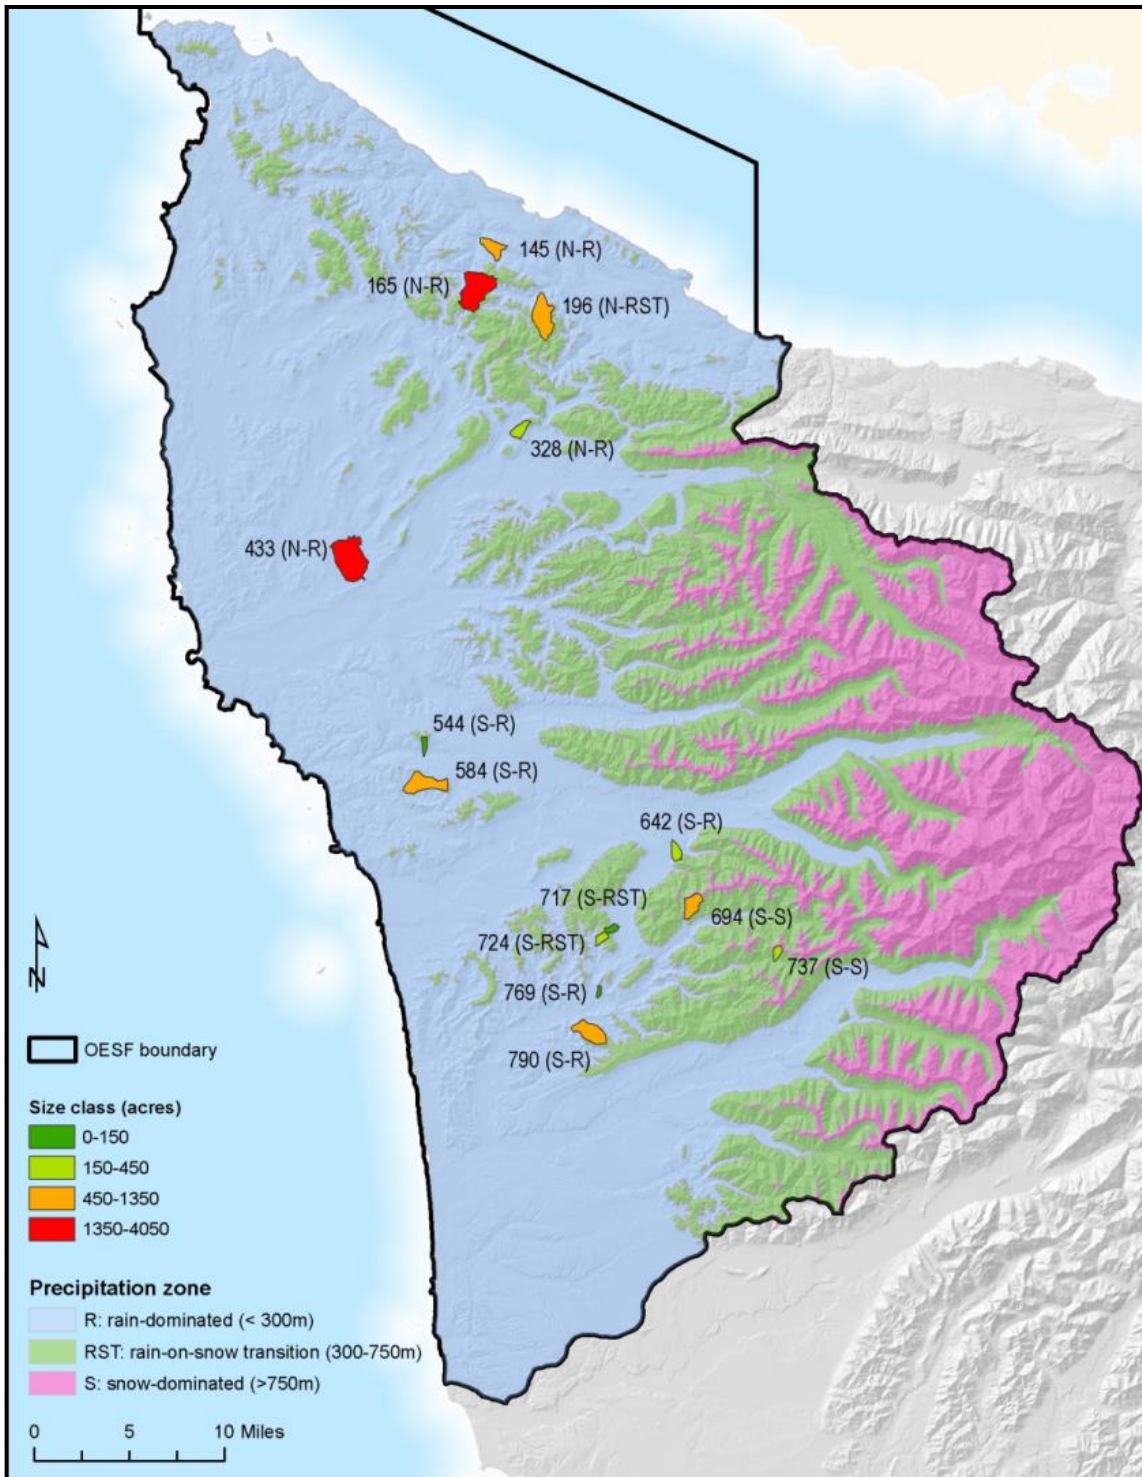 145 (N-R)
165 (N-R)
196 (N-RST)
328 (N-R)
433 (N-R)
544 (S-R)
584 (S-R)
642 (S-R)
717 (S-RST)
694 (S-S)
724 (S-RST)
737 (S-S)
769 (S-R)
790 (S-R)
N
OESF boundary
Size class (acres)
0-150
150-450
450-1350
1350-4050
Precipitation zone
R: rain-dominated (< 300m)
RST: rain-on-snow transition (300-750m)
S: snow-dominated (>750m)
0 5 10 Miles